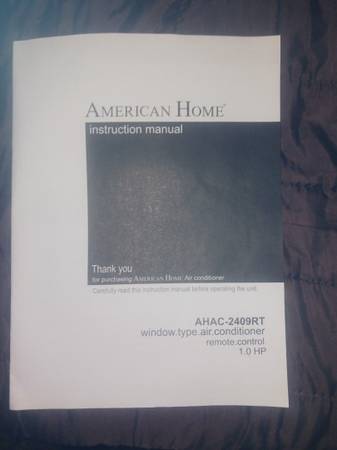 AMERICAN HOME
instruction manual
Thank you
for purchasing AMERICAN HOME Air conditioner
Carefully read this instruction manual before operating the unit.
AHAC-2409RT
window.type.air.conditioner
remote.control
1.0 HP